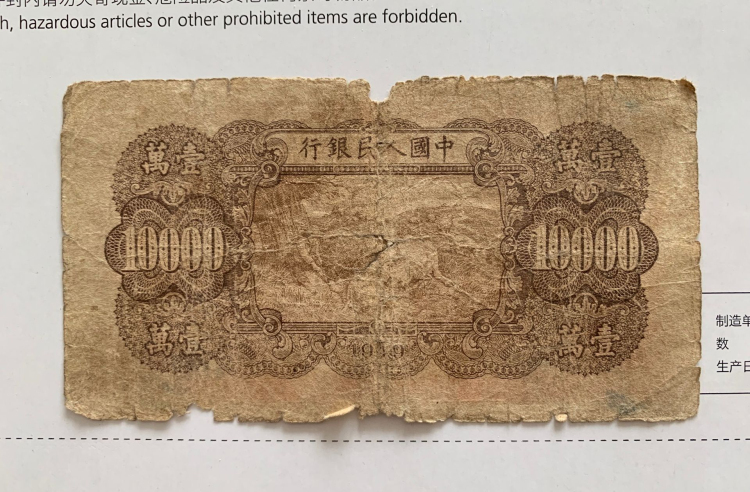 h, hazardous articles or other prohibited items are forbidden.
中國人民銀行
壹萬
壹萬
10000
10000
壹萬
壹萬
1949
制造单
数
生产日